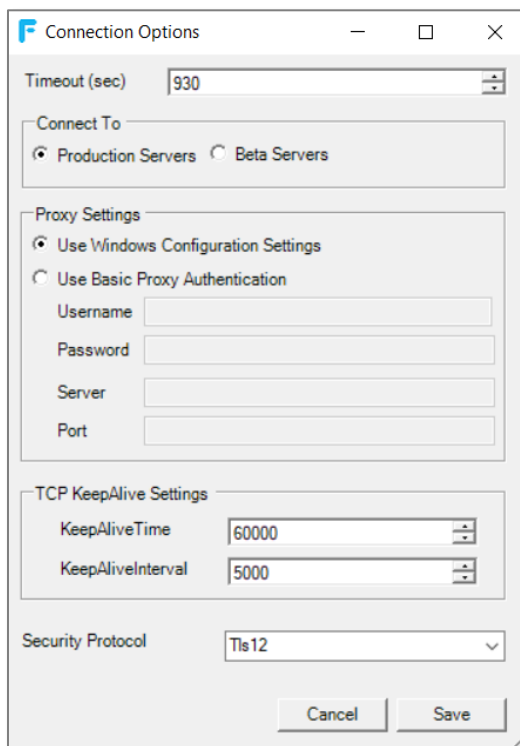 Connection Options
Timeout (sec) 930
Connect To
Production Servers Beta Servers
Proxy Settings
Use Windows Configuration Settings
Use Basic Proxy Authentication
Username
Password
Server
Port
TCP KeepAlive Settings
KeepAliveTime 60000
KeepAliveInterval 5000
Security Protocol Tls12
Cancel Save